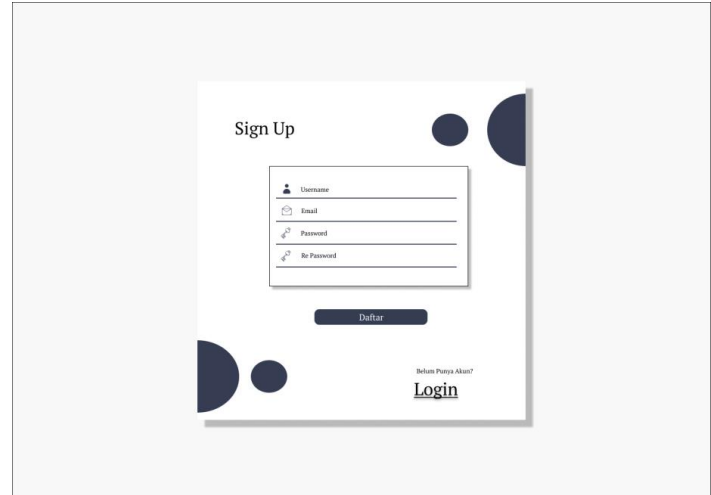 Sign Up
Username
Email
Password
Re Password
Daftar
Belum Punya Akun?
Login